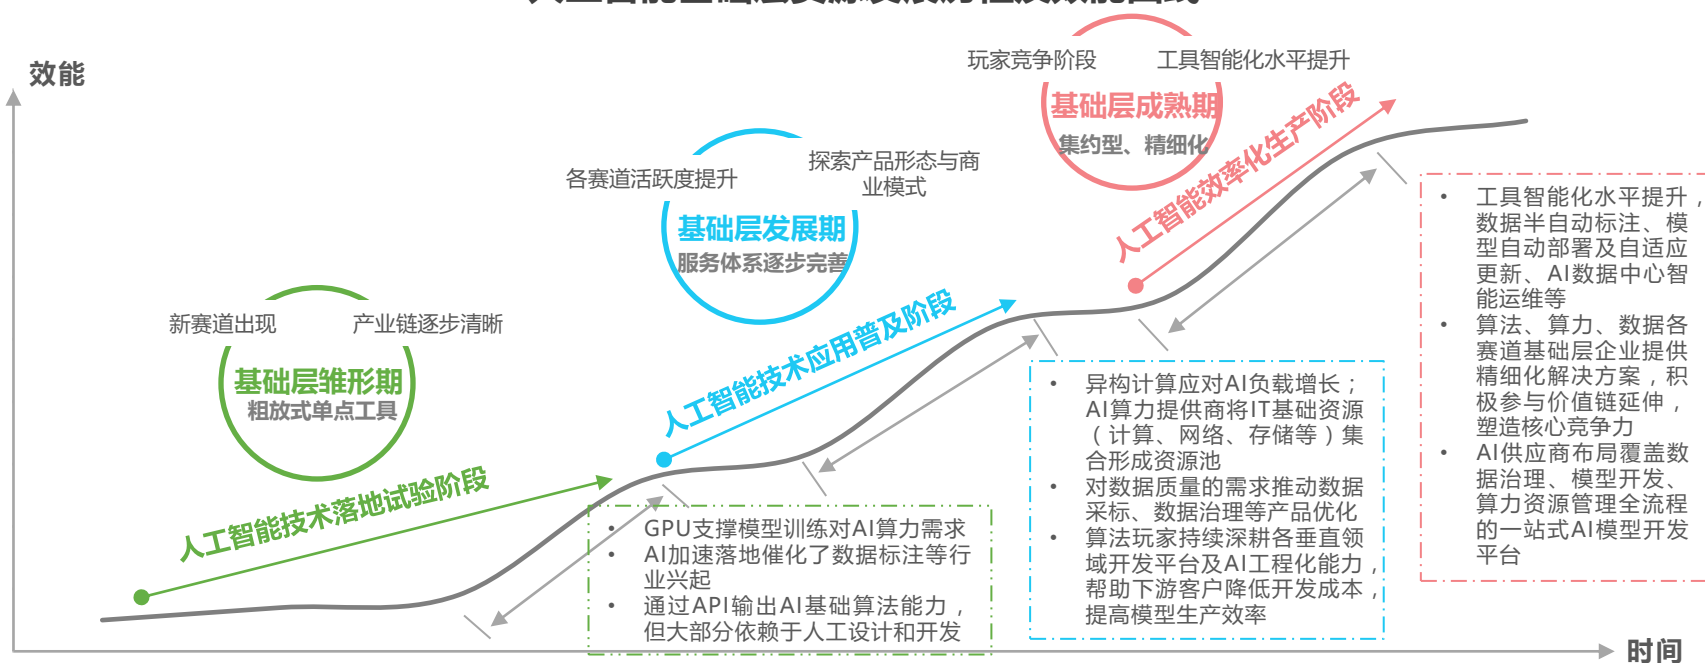 人工智能基础层资源发展历程及效能曲线
效能
玩家竞争阶段
工具智能化水平提升
基础层成熟期
集约型、精细化
人工智能效率化生产阶段
各赛道活跃度提升
探索产品形态与商
业模式
基础层发展期
服务体系逐步完善
人工智能技术应用普及阶段
新赛道出现
产业链逐步清晰
基础层雏形期
粗放式单点工具
人工智能技术落地试验阶段
• GPU支撑模型训练对AI算力需求
• AI加速落地催化了数据标注等行
业兴起
• 通过API输出AI基础算法能力，
但大部分依赖于人工设计和开发
• 异构计算应对AI负载增长；
AI算力提供商将IT基础资源
（计算、网络、存储等）集
合形成资源池
• 对数据质量的需求推动数据
采标、数据治理等产品优化
• 算法玩家持续深耕各垂直领
域开发平台及AI工程化能力，
帮助下游客户降低开发成本，
提高模型生产效率
• 工具智能化水平提升，
数据半自动标注、模
型自动部署及自适应
更新、AI数据中心智
能运维等
• 算法、算力、数据各
赛道基础层企业提供
精细化解决方案，积
极参与价值链延伸，
塑造核心竞争力
• AI供应商布局覆盖数
据治理、模型开发、
算力资源管理全流程
的一站式AI模型开发
平台
时间